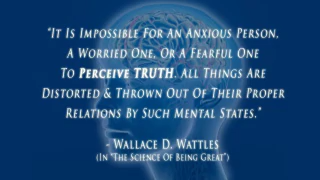 "It Is Impossible For An Anxious Person,
A Worried One, Or A Fearful One
To Perceive TRUTH. All Things Are
Distorted & Thrown Out Of Their Proper
Relations By Such Mental States."
- Wallace D. Wattles
(In "The Science Of Being Great")